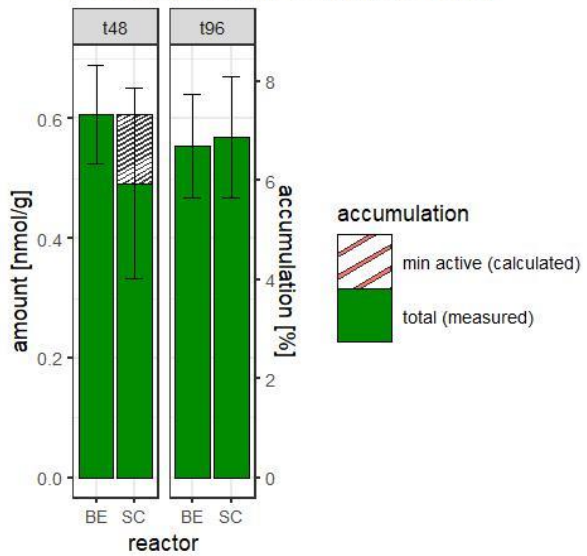 t48
t96
0.6
0.4
0.2
0.0
amount [nmol/g]
8
6
4
2
0
accumulation [%]
BE SC
BE SC
reactor
accumulation
min active (calculated)
total (measured)